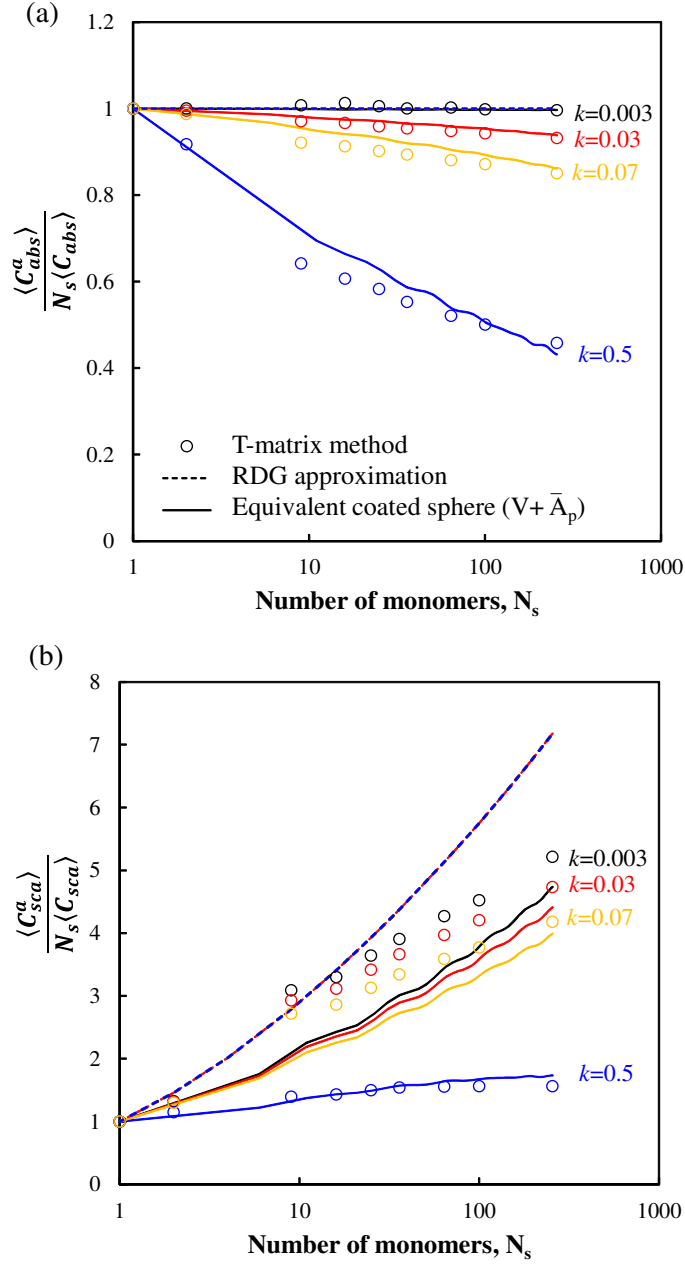 (a)
1.2
1
0.8
0.6
0.4
0.2
0
⟨C^a_abs⟩
N_s⟨C_abs⟩
k=0.003
k=0.03
k=0.07
k=0.5
T-matrix method
RDG approximation
Equivalent coated sphere (V+ A̅_p)
1 10 100 1000
Number of monomers, N_s
(b)
8
7
6
5
4
3
2
1
0
⟨C^a_sca⟩
N_s⟨C_sca⟩
k=0.003
k=0.03
k=0.07
k=0.5
1 10 100 1000
Number of monomers, N_s